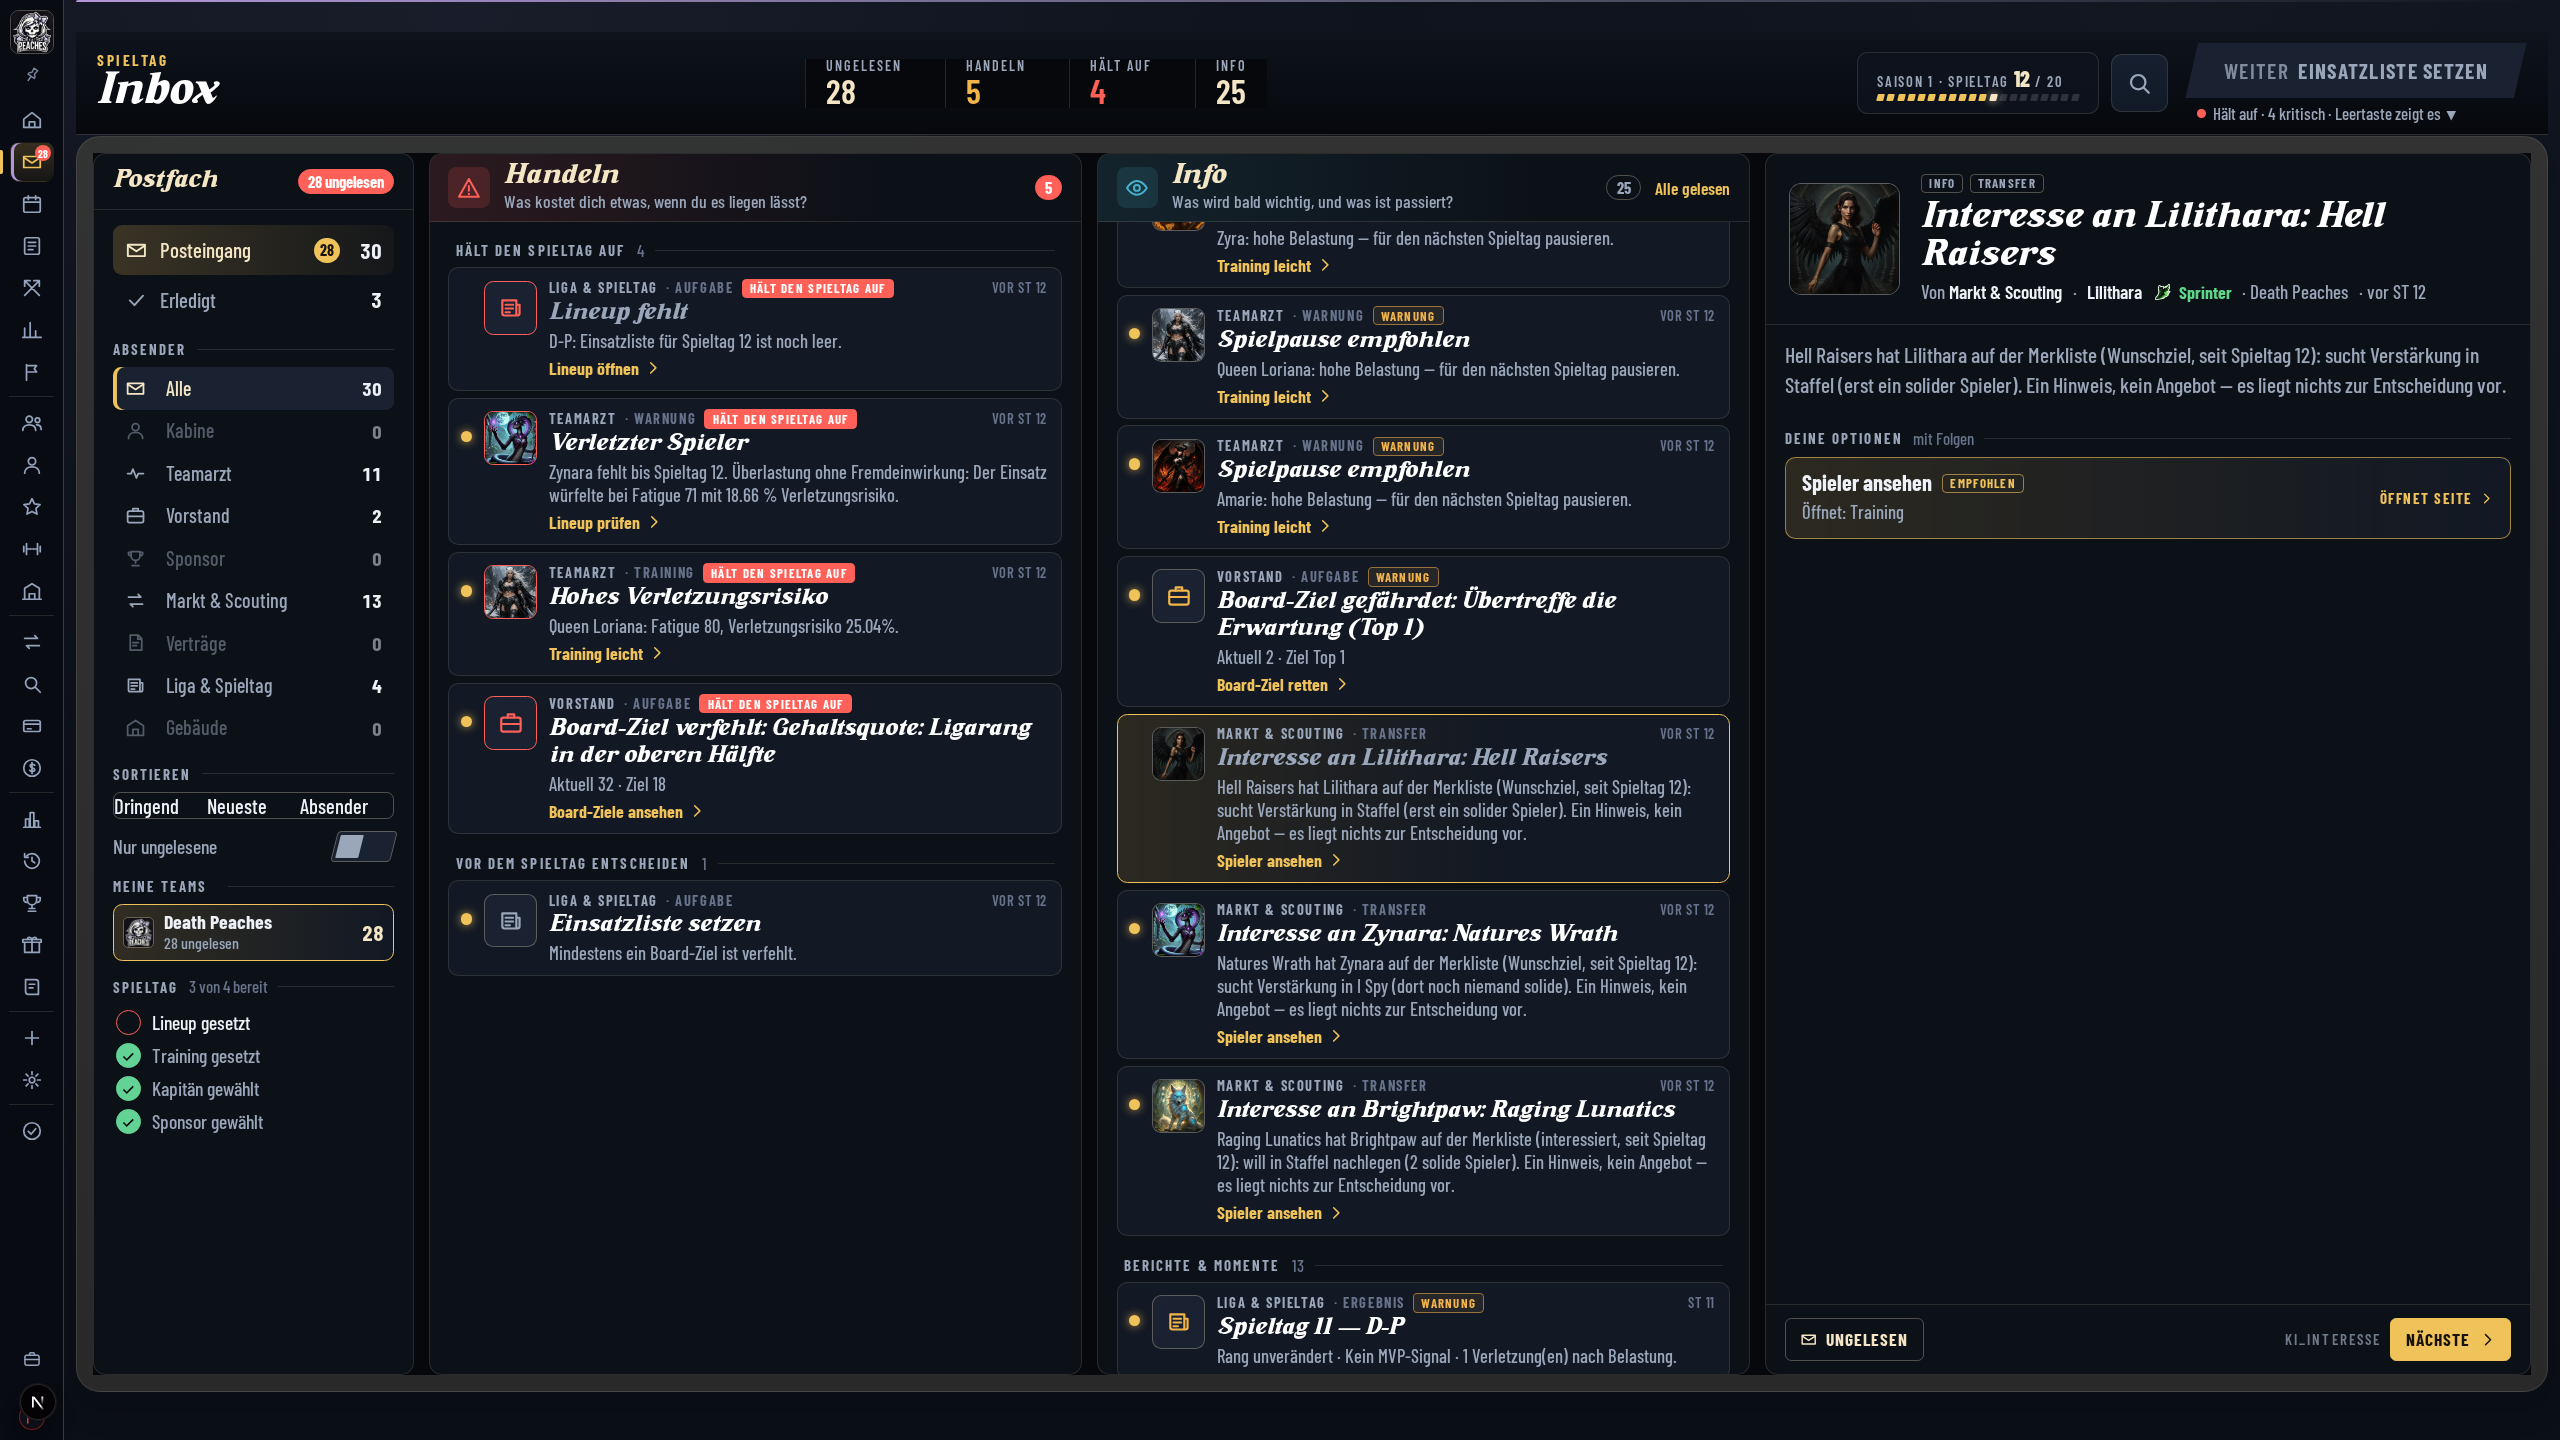 SPIELTAG
Inbox
UNGELESEN
28
HANDELN
5
HÄLT AUF
4
INFO
25
SAISON 1 · SPIELTAG 12 / 20
WEITER EINSATZLISTE SETZEN
Hält auf · 4 kritisch · Leertaste zeigt es ▼
28
Postfach
28 ungelesen
Posteingang 28 30
Erledigt 3
ABSENDER
Alle 30
Kabine 0
Teamarzt 11
Vorstand 2
Sponsor 0
Markt & Scouting 13
Verträge 0
Liga & Spieltag 4
Gebäude 0
SORTIEREN
Dringend Neueste Absender
Nur ungelesene
MEINE TEAMS
Death Peaches
28 ungelesen
28
SPIELTAG 3 von 4 bereit
Lineup gesetzt
Training gesetzt
Kapitän gewählt
Sponsor gewählt
Handeln
Was kostet dich etwas, wenn du es liegen lässt?
5
HÄLT DEN SPIELTAG AUF 4
LIGA & SPIELTAG · AUFGABE HÄLT DEN SPIELTAG AUF VOR ST 12
Lineup fehlt
D-P: Einsatzliste für Spieltag 12 ist noch leer.
Lineup öffnen
TEAMARZT · WARNUNG HÄLT DEN SPIELTAG AUF VOR ST 12
Verletzter Spieler
Zynara fehlt bis Spieltag 12. Überlastung ohne Fremdeinwirkung: Der Einsatz
würfelte bei Fatigue 71 mit 18.66 % Verletzungsrisiko.
Lineup prüfen
TEAMARZT · TRAINING HÄLT DEN SPIELTAG AUF VOR ST 12
Hohes Verletzungsrisiko
Queen Loriana: Fatigue 80, Verletzungsrisiko 25.04%.
Training leicht
VORSTAND · AUFGABE HÄLT DEN SPIELTAG AUF VOR ST 12
Board-Ziel verfehlt: Gehaltsquote: Ligarang
in der oberen Hälfte
Aktuell 32 · Ziel 18
Board-Ziele ansehen
VOR DEM SPIELTAG ENTSCHEIDEN 1
LIGA & SPIELTAG · AUFGABE VOR ST 12
Einsatzliste setzen
Mindestens ein Board-Ziel ist verfehlt.
Info
Was wird bald wichtig, und was ist passiert?
25 Alle gelesen
Zyra: hohe Belastung — für den nächsten Spieltag pausieren.
Training leicht
TEAMARZT · WARNUNG WARNUNG VOR ST 12
Spielpause empfohlen
Queen Loriana: hohe Belastung — für den nächsten Spieltag pausieren.
Training leicht
TEAMARZT · WARNUNG WARNUNG VOR ST 12
Spielpause empfohlen
Amarie: hohe Belastung — für den nächsten Spieltag pausieren.
Training leicht
VORSTAND · AUFGABE WARNUNG
Board-Ziel gefährdet: Übertreffe die
Erwartung (Top 1)
Aktuell 2 · Ziel Top 1
Board-Ziel retten
MARKT & SCOUTING · TRANSFER VOR ST 12
Interesse an Lilithara: Hell Raisers
Hell Raisers hat Lilithara auf der Merkliste (Wunschziel, seit Spieltag 12):
sucht Verstärkung in Staffel (erst ein solider Spieler). Ein Hinweis, kein
Angebot — es liegt nichts zur Entscheidung vor.
Spieler ansehen
MARKT & SCOUTING · TRANSFER VOR ST 12
Interesse an Zynara: Natures Wrath
Natures Wrath hat Zynara auf der Merkliste (Wunschziel, seit Spieltag 12):
sucht Verstärkung in I Spy (dort noch niemand solide). Ein Hinweis, kein
Angebot — es liegt nichts zur Entscheidung vor.
Spieler ansehen
MARKT & SCOUTING · TRANSFER VOR ST 12
Interesse an Brightpaw: Raging Lunatics
Raging Lunatics hat Brightpaw auf der Merkliste (interessiert, seit Spieltag
12): will in Staffel nachlegen (2 solide Spieler). Ein Hinweis, kein Angebot —
es liegt nichts zur Entscheidung vor.
Spieler ansehen
BERICHTE & MOMENTE 13
LIGA & SPIELTAG · ERGEBNIS WARNUNG ST 11
Spieltag 11 — D-P
Rang unverändert · Kein MVP-Signal · 1 Verletzung(en) nach Belastung.
INFO TRANSFER
Interesse an Lilithara: Hell
Raisers
Von Markt & Scouting · Lilithara Sprinter · Death Peaches · vor ST 12
Hell Raisers hat Lilithara auf der Merkliste (Wunschziel, seit Spieltag 12): sucht Verstärkung in
Staffel (erst ein solider Spieler). Ein Hinweis, kein Angebot — es liegt nichts zur Entscheidung vor.
DEINE OPTIONEN mit Folgen
Spieler ansehen EMPFOHLEN
Öffnet: Training
ÖFFNET SEITE
UNGELESEN
KI_INTERESSE
NÄCHSTE
N